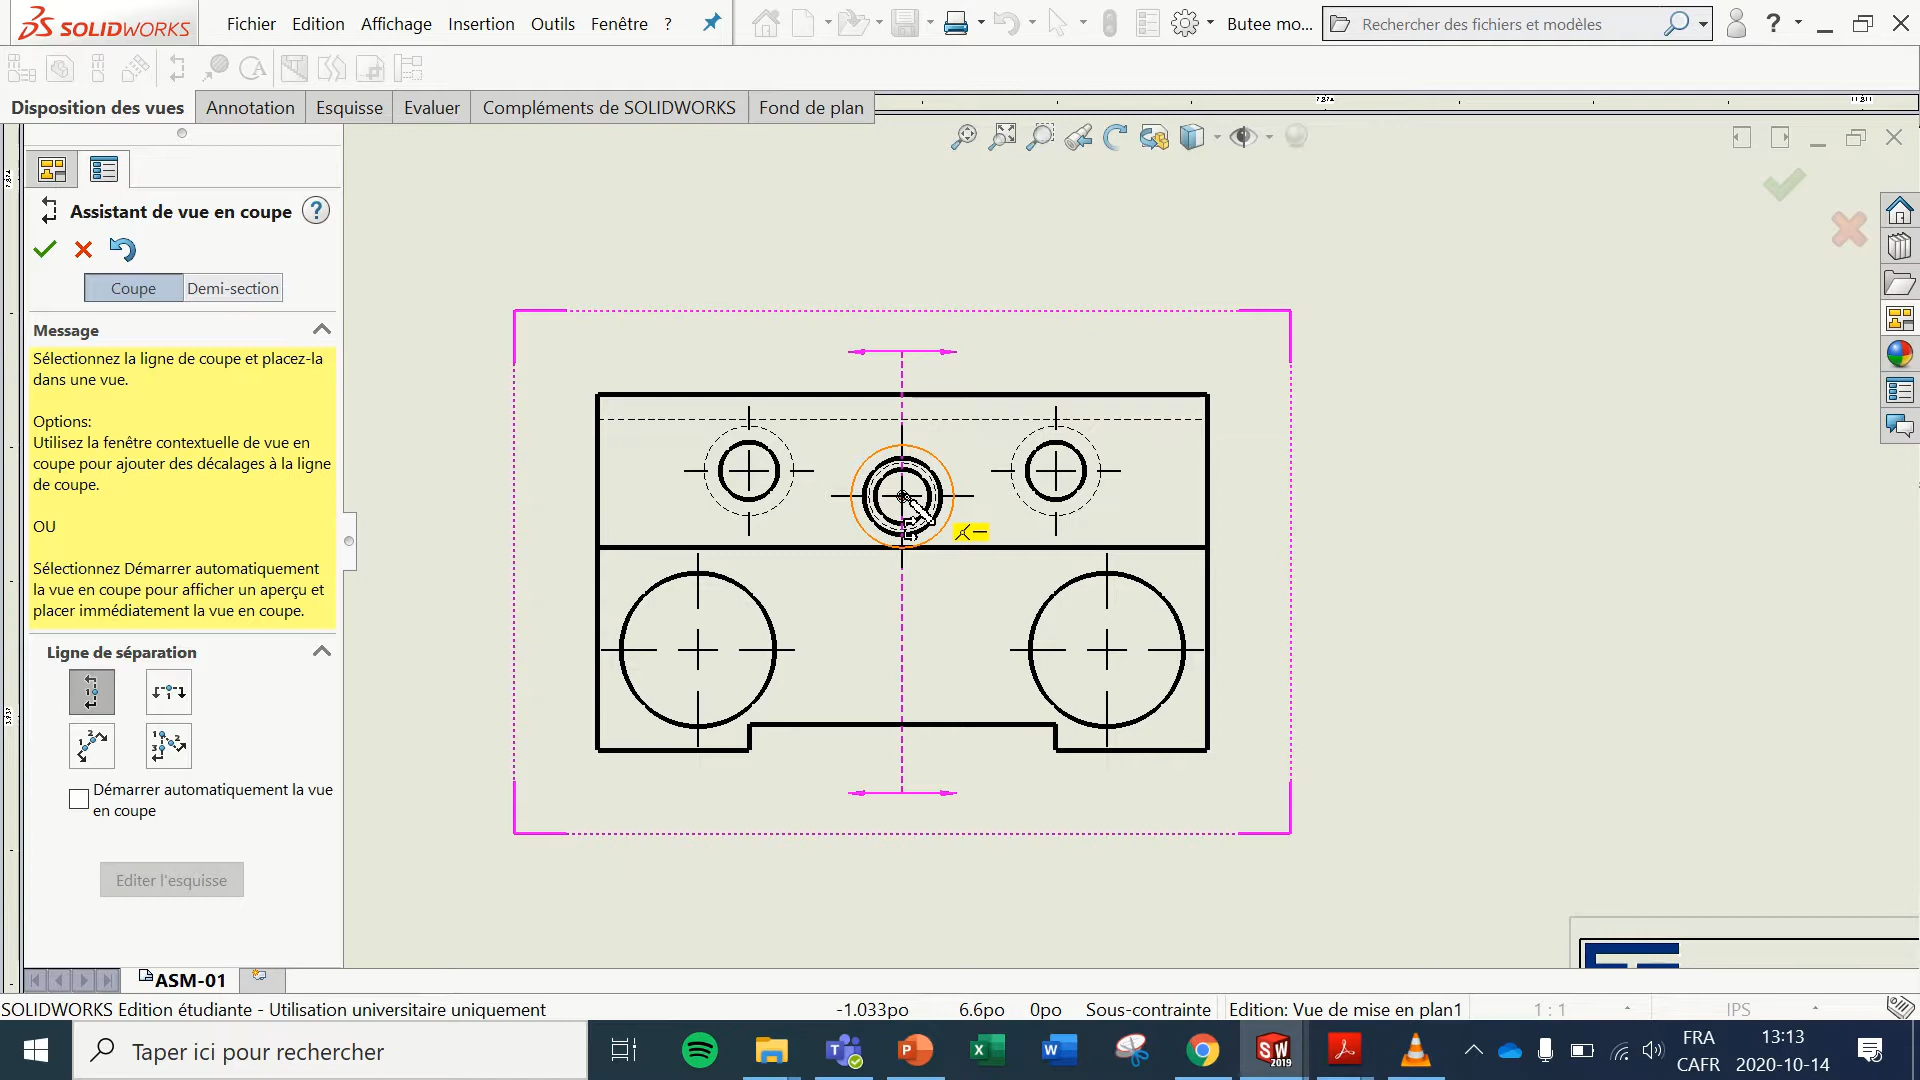 SOLIDWORKS
Fichier
Edition
Affichage
Insertion
Outils
Fenêtre
?
Butee mo...
Rechercher des fichiers et modèles
?
Disposition des vues
Annotation
Esquisse
Evaluer
Compléments de SOLIDWORKS
Fond de plan
Assistant de vue en coupe
?
Coupe
Demi-section
Message
Sélectionnez la ligne de coupe et placez-la
dans une vue.
Options:
Utilisez la fenêtre contextuelle de vue en
coupe pour ajouter des décalages à la ligne
de coupe.
OU
Sélectionnez Démarrer automatiquement
la vue en coupe pour afficher un aperçu et
placer immédiatement la vue en coupe.
Ligne de séparation
Démarrer automatiquement la vue
en coupe
Editer l'esquisse
ASM-01
SOLIDWORKS Edition étudiante - Utilisation universitaire uniquement
-1.033po
6.6po
0po
Sous-contrainte
Edition: Vue de mise en plan1
1 : 1
IPS
Taper ici pour rechercher
SW
2019
FRA
CAFR
13:13
2020-10-14